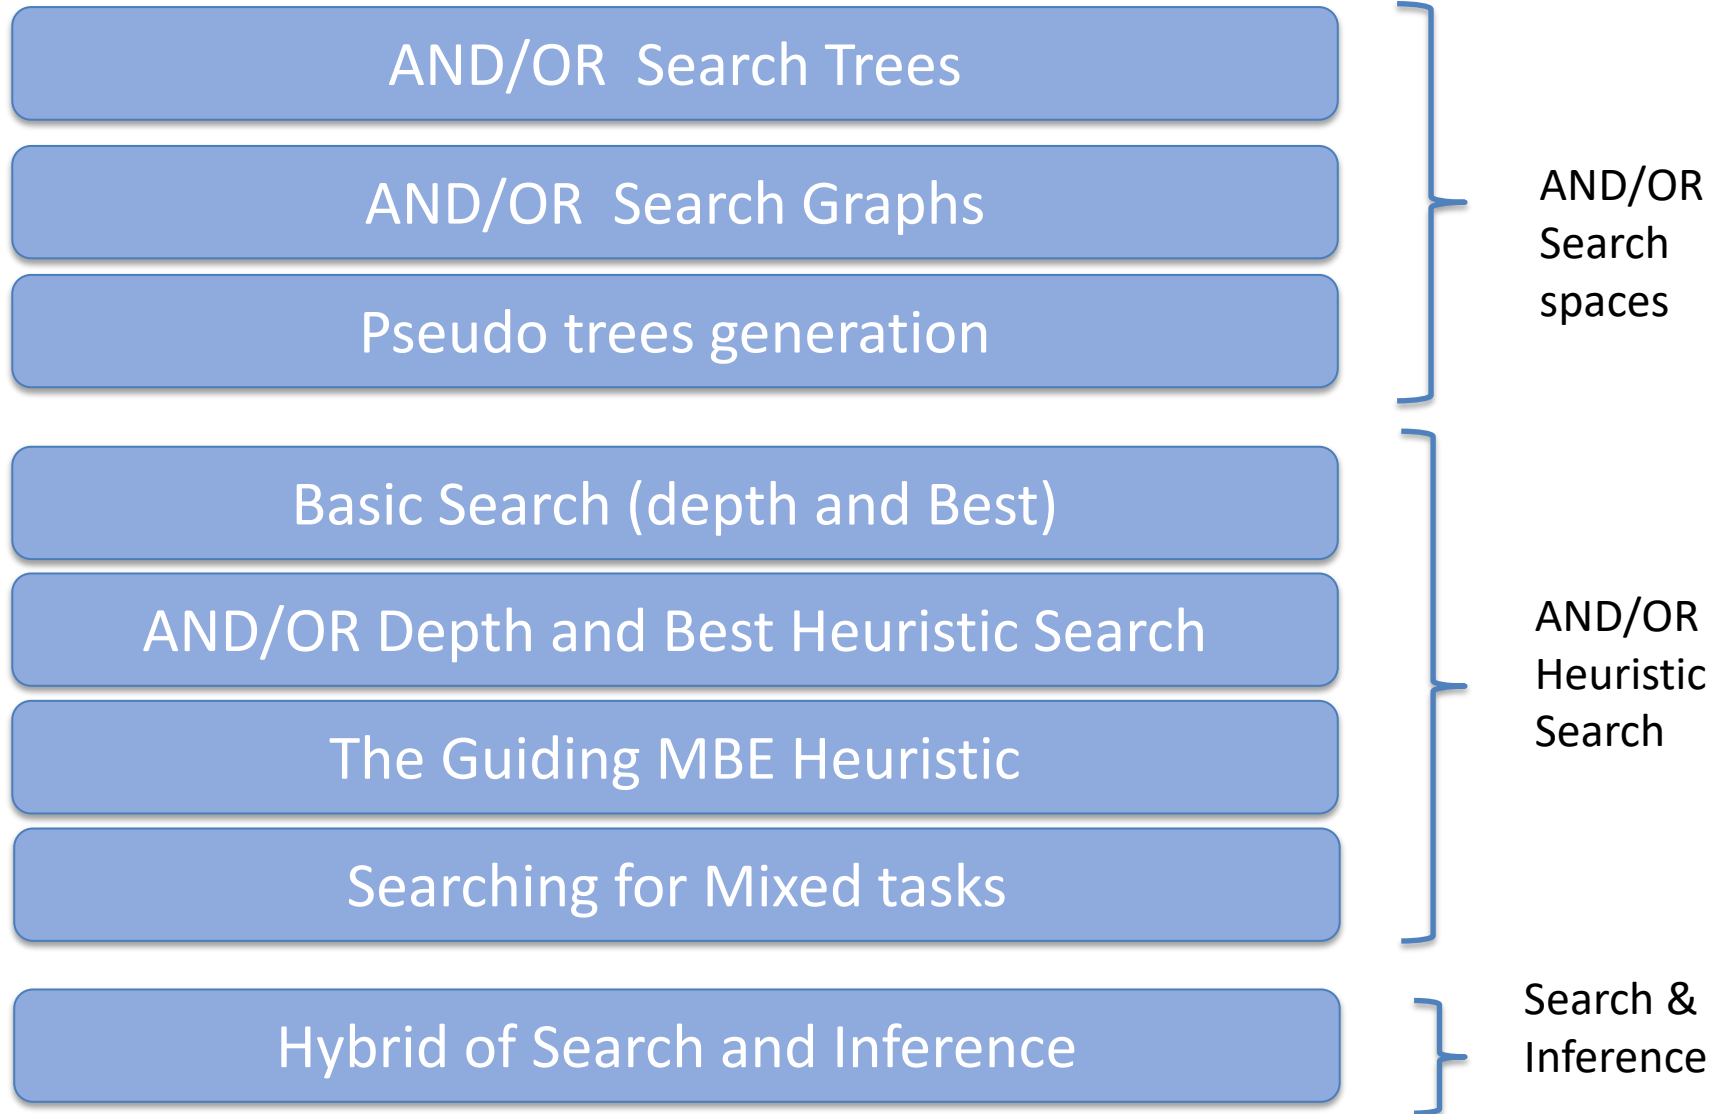 AND/OR  Search Trees
AND/OR  Search Graphs
Pseudo trees generation
AND/OR
Search
spaces
Basic Search (depth and Best)
AND/OR Depth and Best Heuristic Search
The Guiding MBE Heuristic
Searching for Mixed tasks
AND/OR
Heuristic
Search
Hybrid of Search and Inference
Search &
Inference